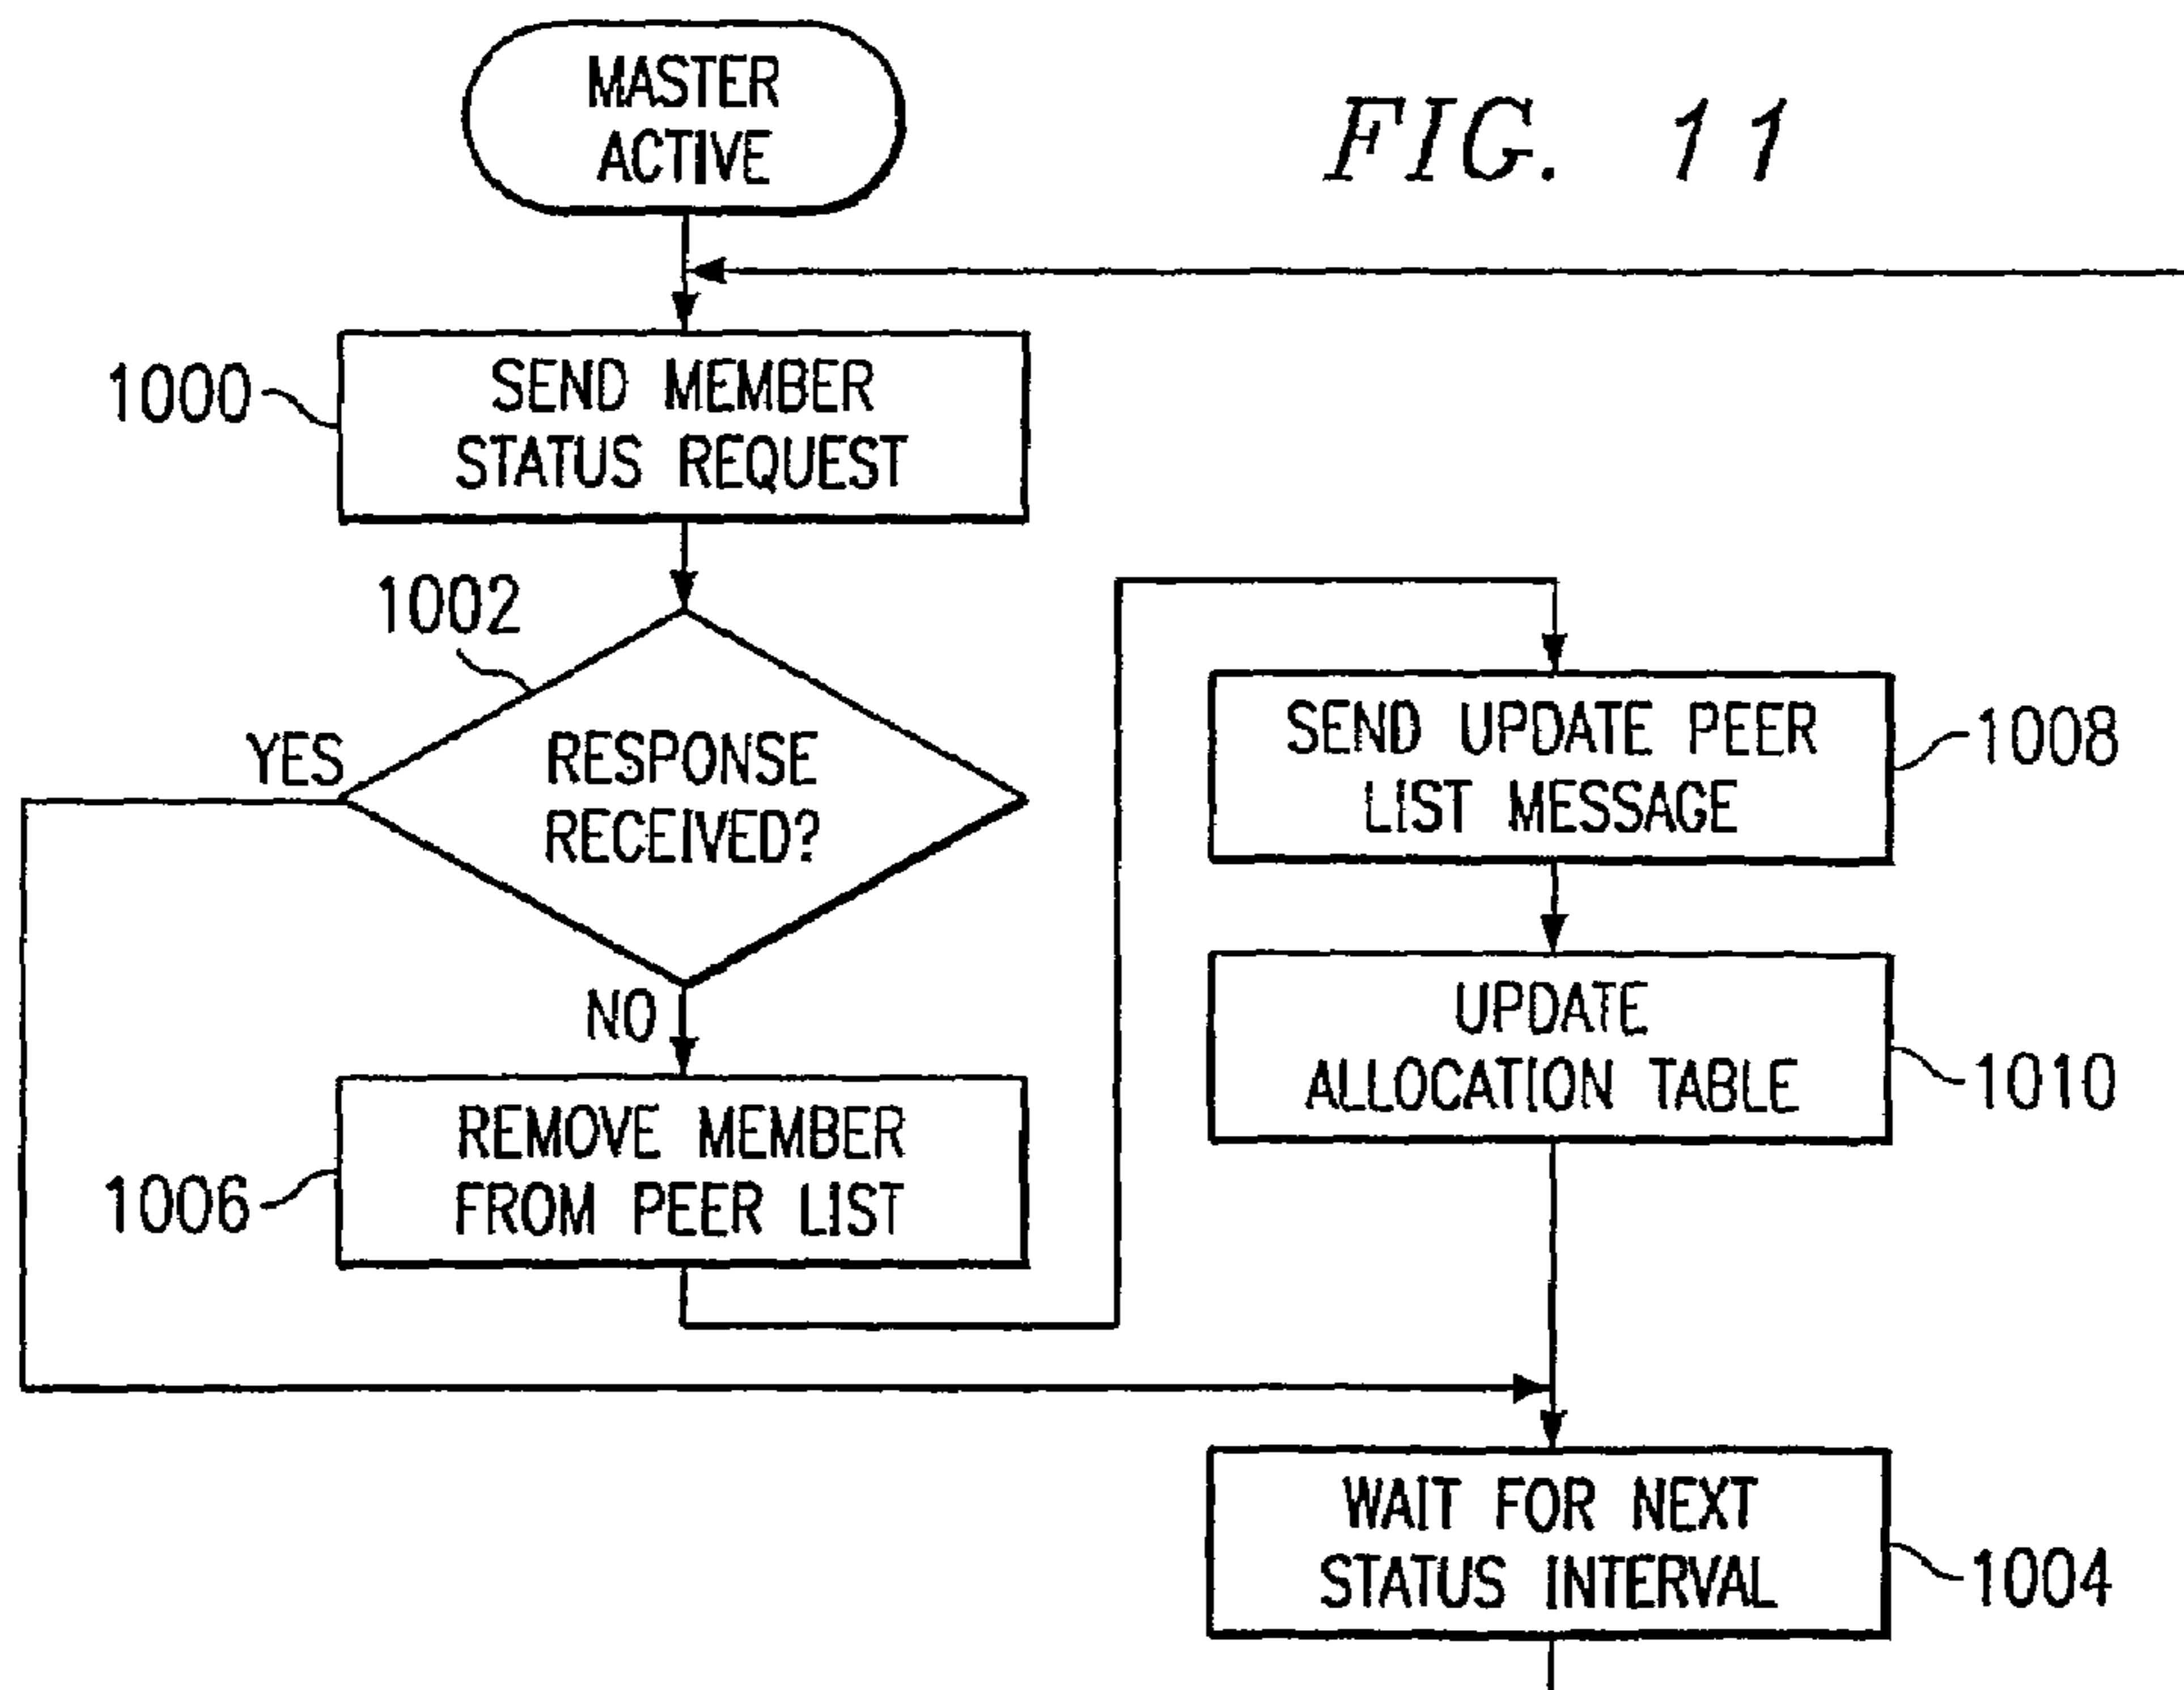 MASTER
ACTIVE
FIG. 11
1000
SEND MEMBER
STATUS REQUEST
1002
YES
RESPONSE
RECEIVED?
NO
1006
REMOVE MEMBER
FROM PEER LIST
SEND UPDATE PEER
LIST MESSAGE
1008
UPDATE
ALLOCATION TABLE
1010
WAIT FOR NEXT
STATUS INTERVAL
1004